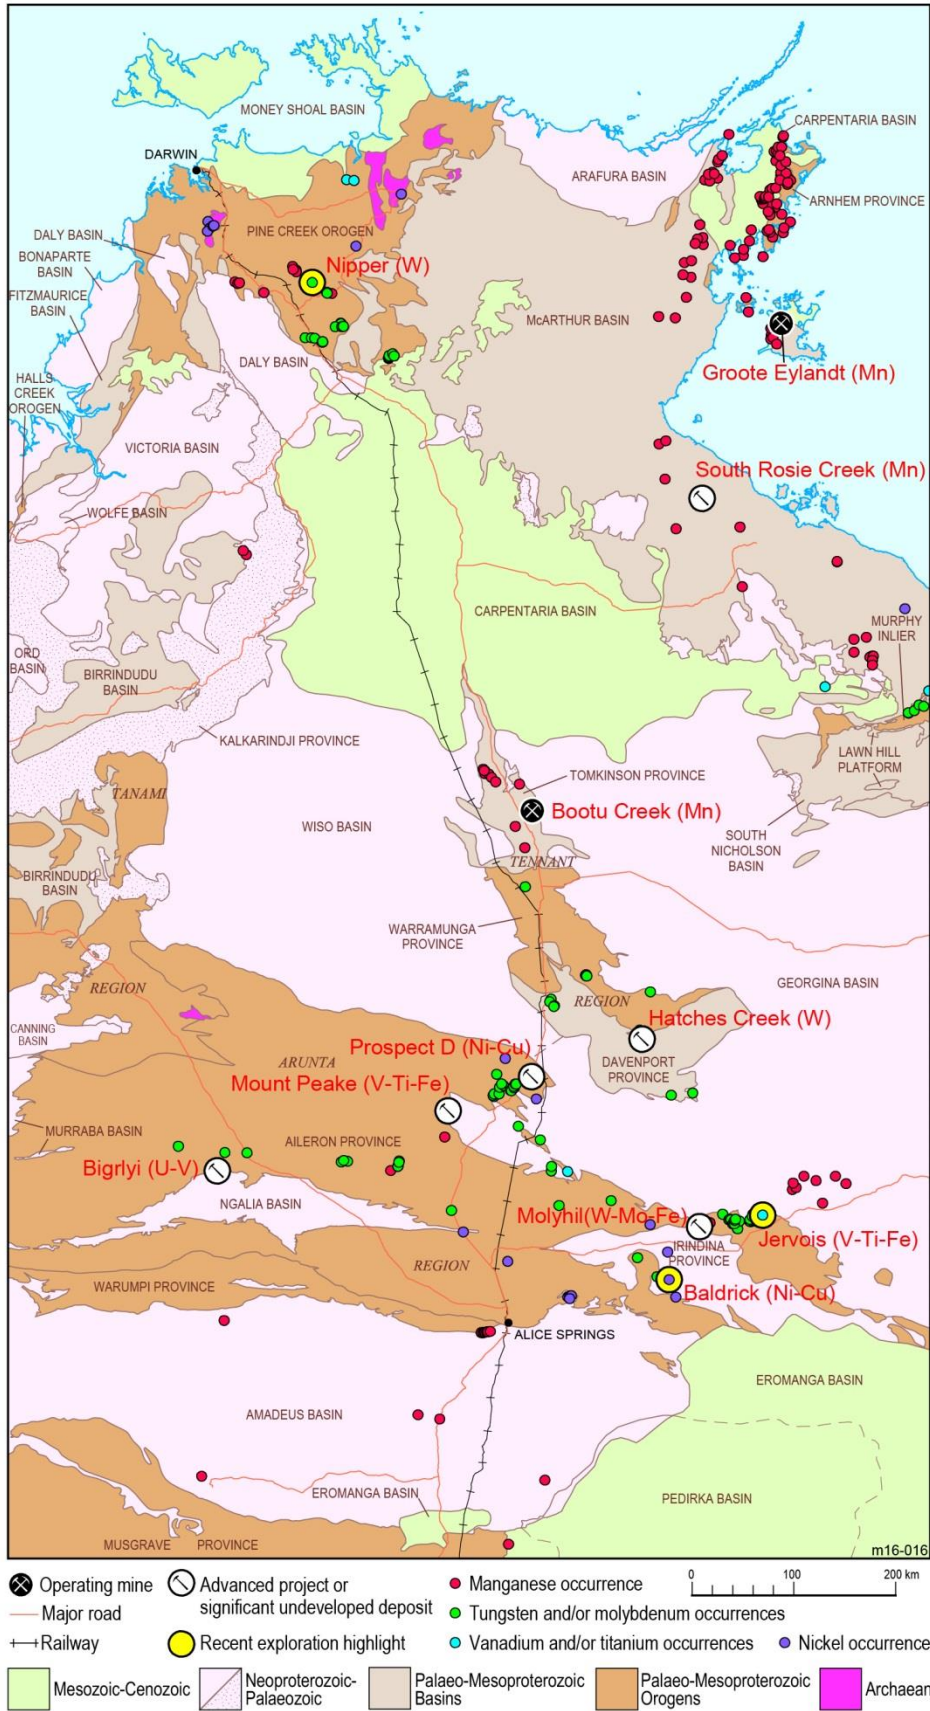 MONEY SHOAL BASIN
CARPENTARIA BASIN
DARWIN
ARAFURA BASIN
ARNHEM PROVINCE
DALY BASIN
PINE CREEK OROGEN
BONAPARTE
BASIN
Nipper (W)
FITZMAURICE
BASIN
McARTHUR BASIN
DALY BASIN
Groote Eylandt (Mn)
HALLS
CREEK
OROGEN
VICTORIA BASIN
South Rosie Creek (Mn)
WOLFE BASIN
CARPENTARIA BASIN
MURPHY
INLIER
ORD
BASIN
BIRRINDUDU
BASIN
KALKARINDJI PROVINCE
LAWN HILL
PLATFORM
TOMKINSON PROVINCE
TANAMI
Bootu Creek (Mn)
WISO BASIN
SOUTH
NICHOLSON
BASIN
TENNANT
BIRRINDUDU
BASIN
WARRAMUNGA
PROVINCE
REGION
REGION
GEORGINA BASIN
CANNING
BASIN
Hatches Creek (W)
Prospect D (Ni-Cu)
ARUNTA
DAVENPORT
PROVINCE
Mount Peake (V-Ti-Fe)
MURRABA BASIN
AILERON PROVINCE
Bigrlyi (U-V)
NGALIA BASIN
Molyhil(W-Mo-Fe)
Jervois (V-Ti-Fe)
IRINDINA
PROVINCE
REGION
WARUMPI PROVINCE
Baldrick (Ni-Cu)
ALICE SPRINGS
EROMANGA BASIN
AMADEUS BASIN
EROMANGA BASIN
PEDIRKA BASIN
MUSGRAVE PROVINCE
m16-016
Operating mine
Advanced project or
significant undeveloped deposit
Manganese occurrence
0 100 200 km
Major road
Tungsten and/or molybdenum occurrences
Railway
Recent exploration highlight
Vanadium and/or titanium occurrences
Nickel occurrence
Mesozoic-Cenozoic
Neoproterozoic-
Palaeozoic
Palaeo-Mesoproterozoic
Basins
Palaeo-Mesoproterozoic
Orogens
Archaean